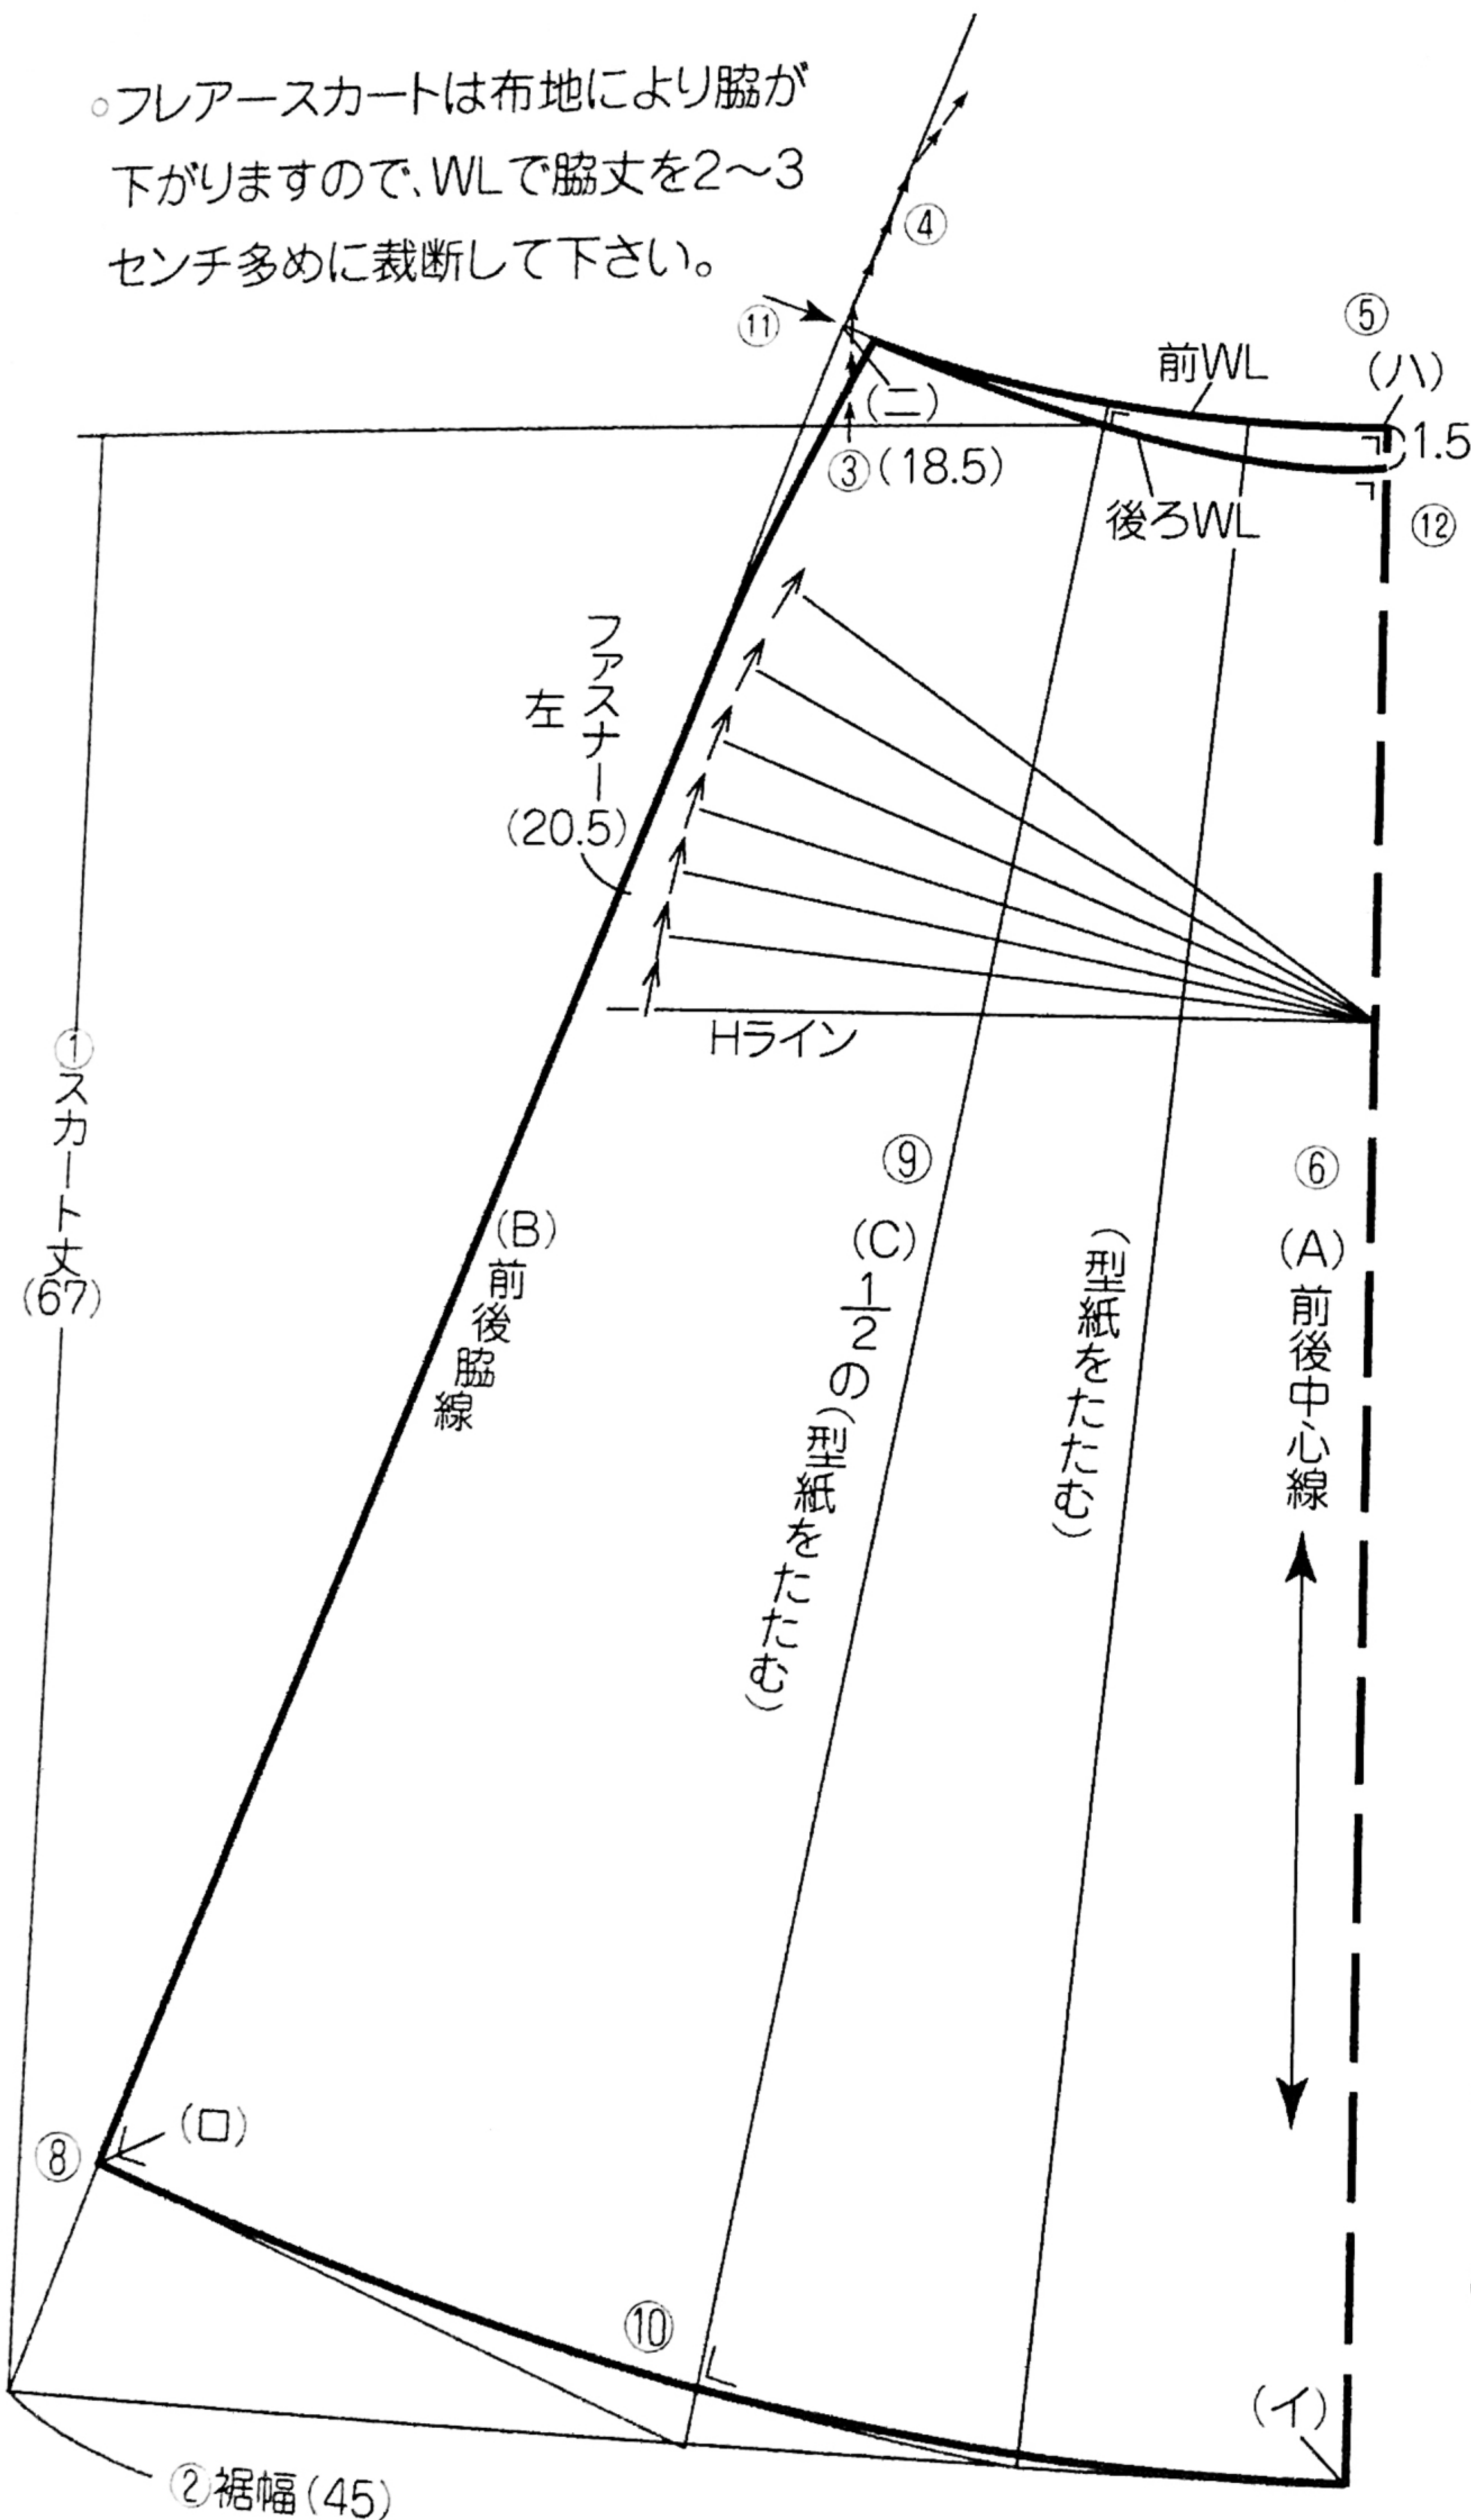 ○フレアースカートは布地により脇が
下がりますので、WLで脇丈を2〜3
センチ多めに裁断して下さい。
④
⑪
⑤
(ハ)
前WL
(ニ)
1.5
③(18.5)
後ろWL
⑫
ファスナー
左
(20.5)
Hライン
①スカート丈
(67)
(B)前後脇線
⑨
(C)1/2の(型紙をたたむ)
(型紙をたたむ)
⑥
(A)前後中心線
⑧
(ロ)
⑩
(イ)
②裾幅(45)